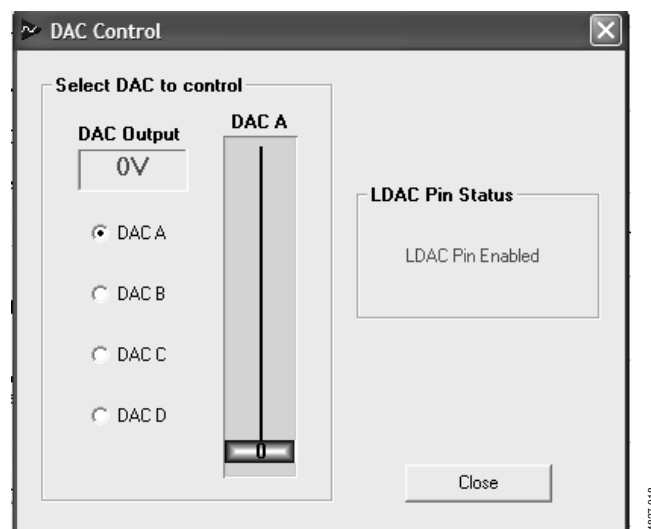 DAC Control
Select DAC to control
DAC Output
DAC A
0V
DAC A
DAC B
DAC C
DAC D
0
LDAC Pin Status
LDAC Pin Enabled
Close